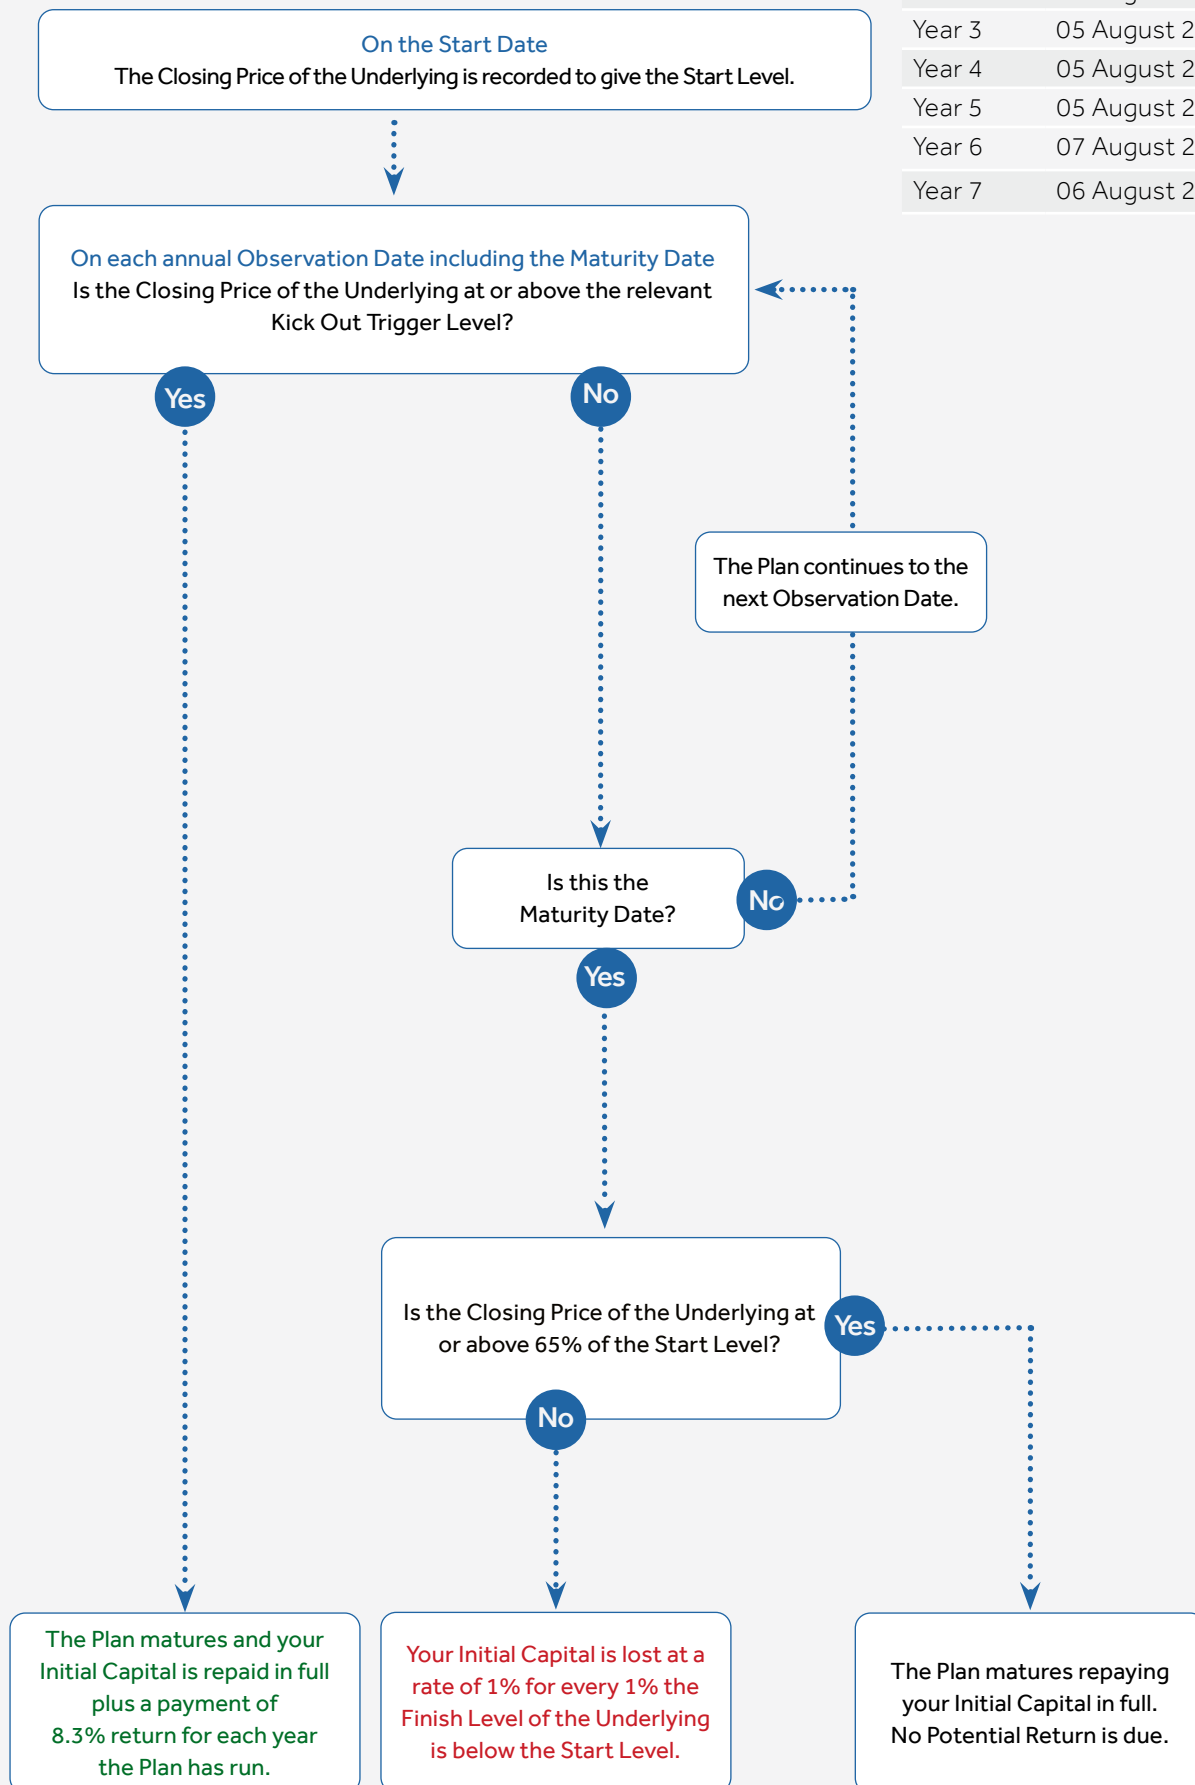 On the Start Date
The Closing Price of the Underlying is recorded to give the Start Level.
Year 3 05 August 2
Year 4 05 August 2
Year 5 05 August 2
Year 6 07 August 2
Year 7 06 August 2
On each annual Observation Date including the Maturity Date
Is the Closing Price of the Underlying at or above the relevant
Kick Out Trigger Level?
Yes
No
The Plan continues to the
next Observation Date.
Is this the
Maturity Date?
No
Yes
Is the Closing Price of the Underlying at
or above 65% of the Start Level?
Yes
No
The Plan matures and your
Initial Capital is repaid in full
plus a payment of
8.3% return for each year
the Plan has run.
Your Initial Capital is lost at a
rate of 1% for every 1% the
Finish Level of the Underlying
is below the Start Level.
The Plan matures repaying
your Initial Capital in full.
No Potential Return is due.